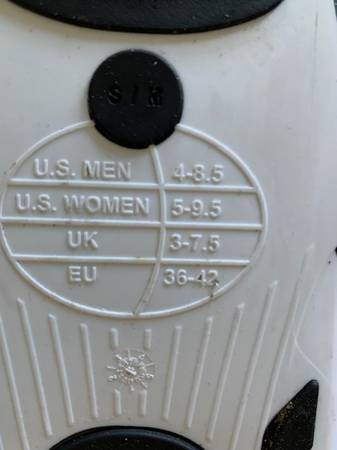 S/M
U.S. MEN 4-8.5
U.S. WOMEN 5-9.5
UK 3-7.5
EU 36-42